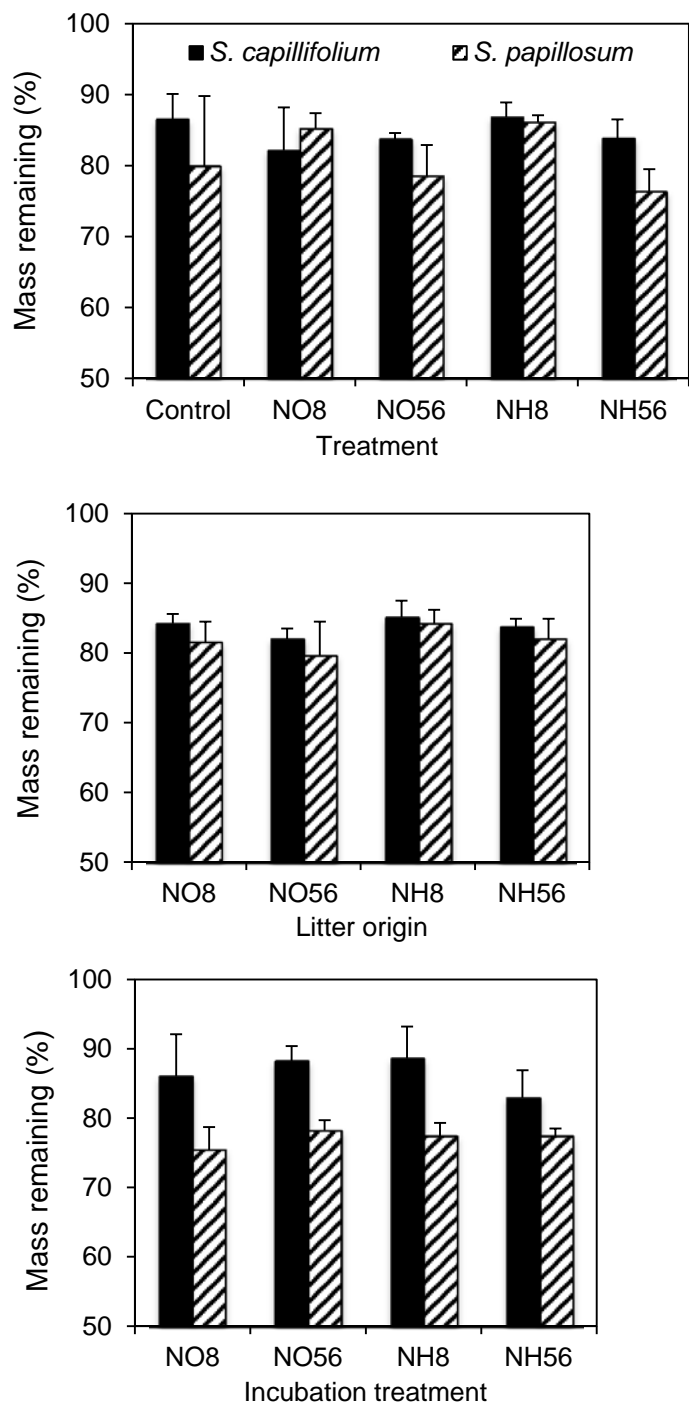 100
S. capillifolium S. papillosum
90
80
70
60
50
Mass remaining (%)
Control NO8 NO56 NH8 NH56
Treatment
100
90
80
70
60
50
Mass remaining (%)
NO8 NO56 NH8 NH56
Litter origin
100
90
80
70
60
50
Mass remaining (%)
NO8 NO56 NH8 NH56
Incubation treatment